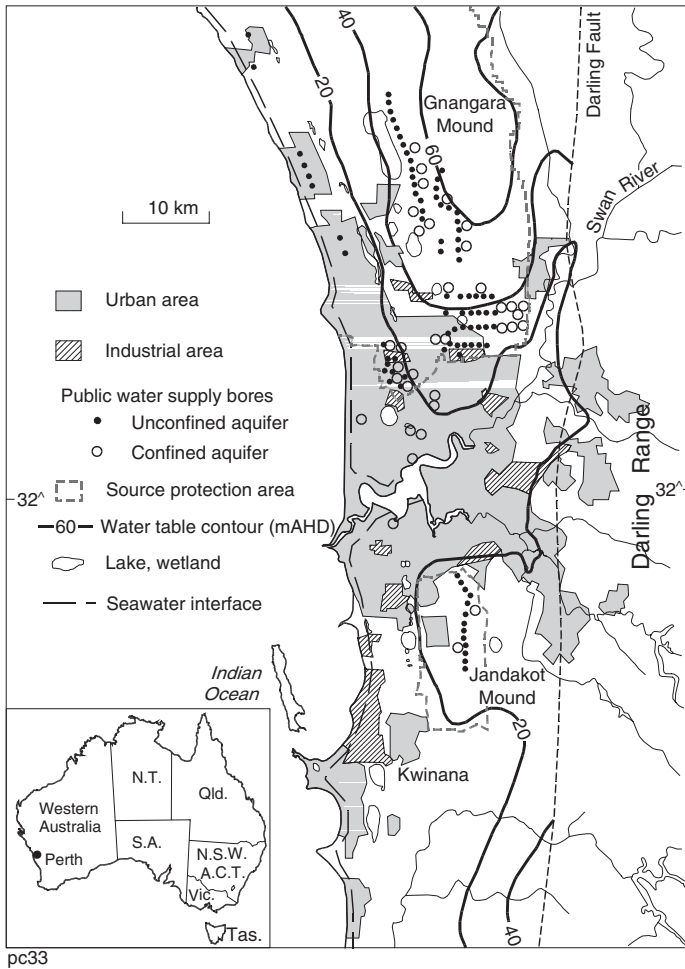 40
20
Gnangara
Mound
60
Darling Fault
Swan River
10 km
Urban area
Industrial area
Public water supply bores
Unconfined aquifer
Confined aquifer
Source protection area
32^
32^
60 Water table contour (mAHD)
Lake, wetland
Seawater interface
Darling Range
Indian
Ocean
Jandakot
Mound
20
Kwinana
40
N.T.
Qld.
Western
Australia
S.A.
Perth
N.S.W.
A.C.T.
Vic.
Tas.
pc33